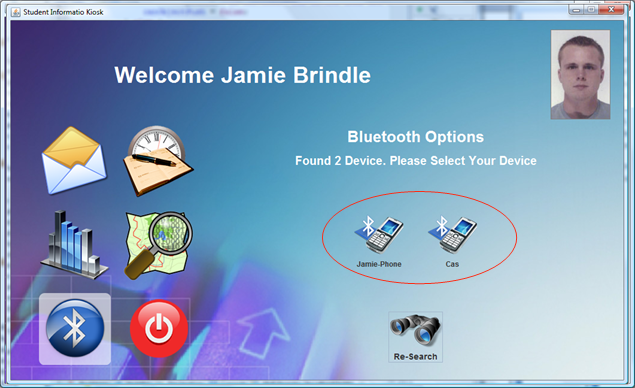 Student Informatio Kiosk
Welcome Jamie Brindle
Bluetooth Options
Found 2 Device. Please Select Your Device
Jamie-Phone
Cas
Re-Search